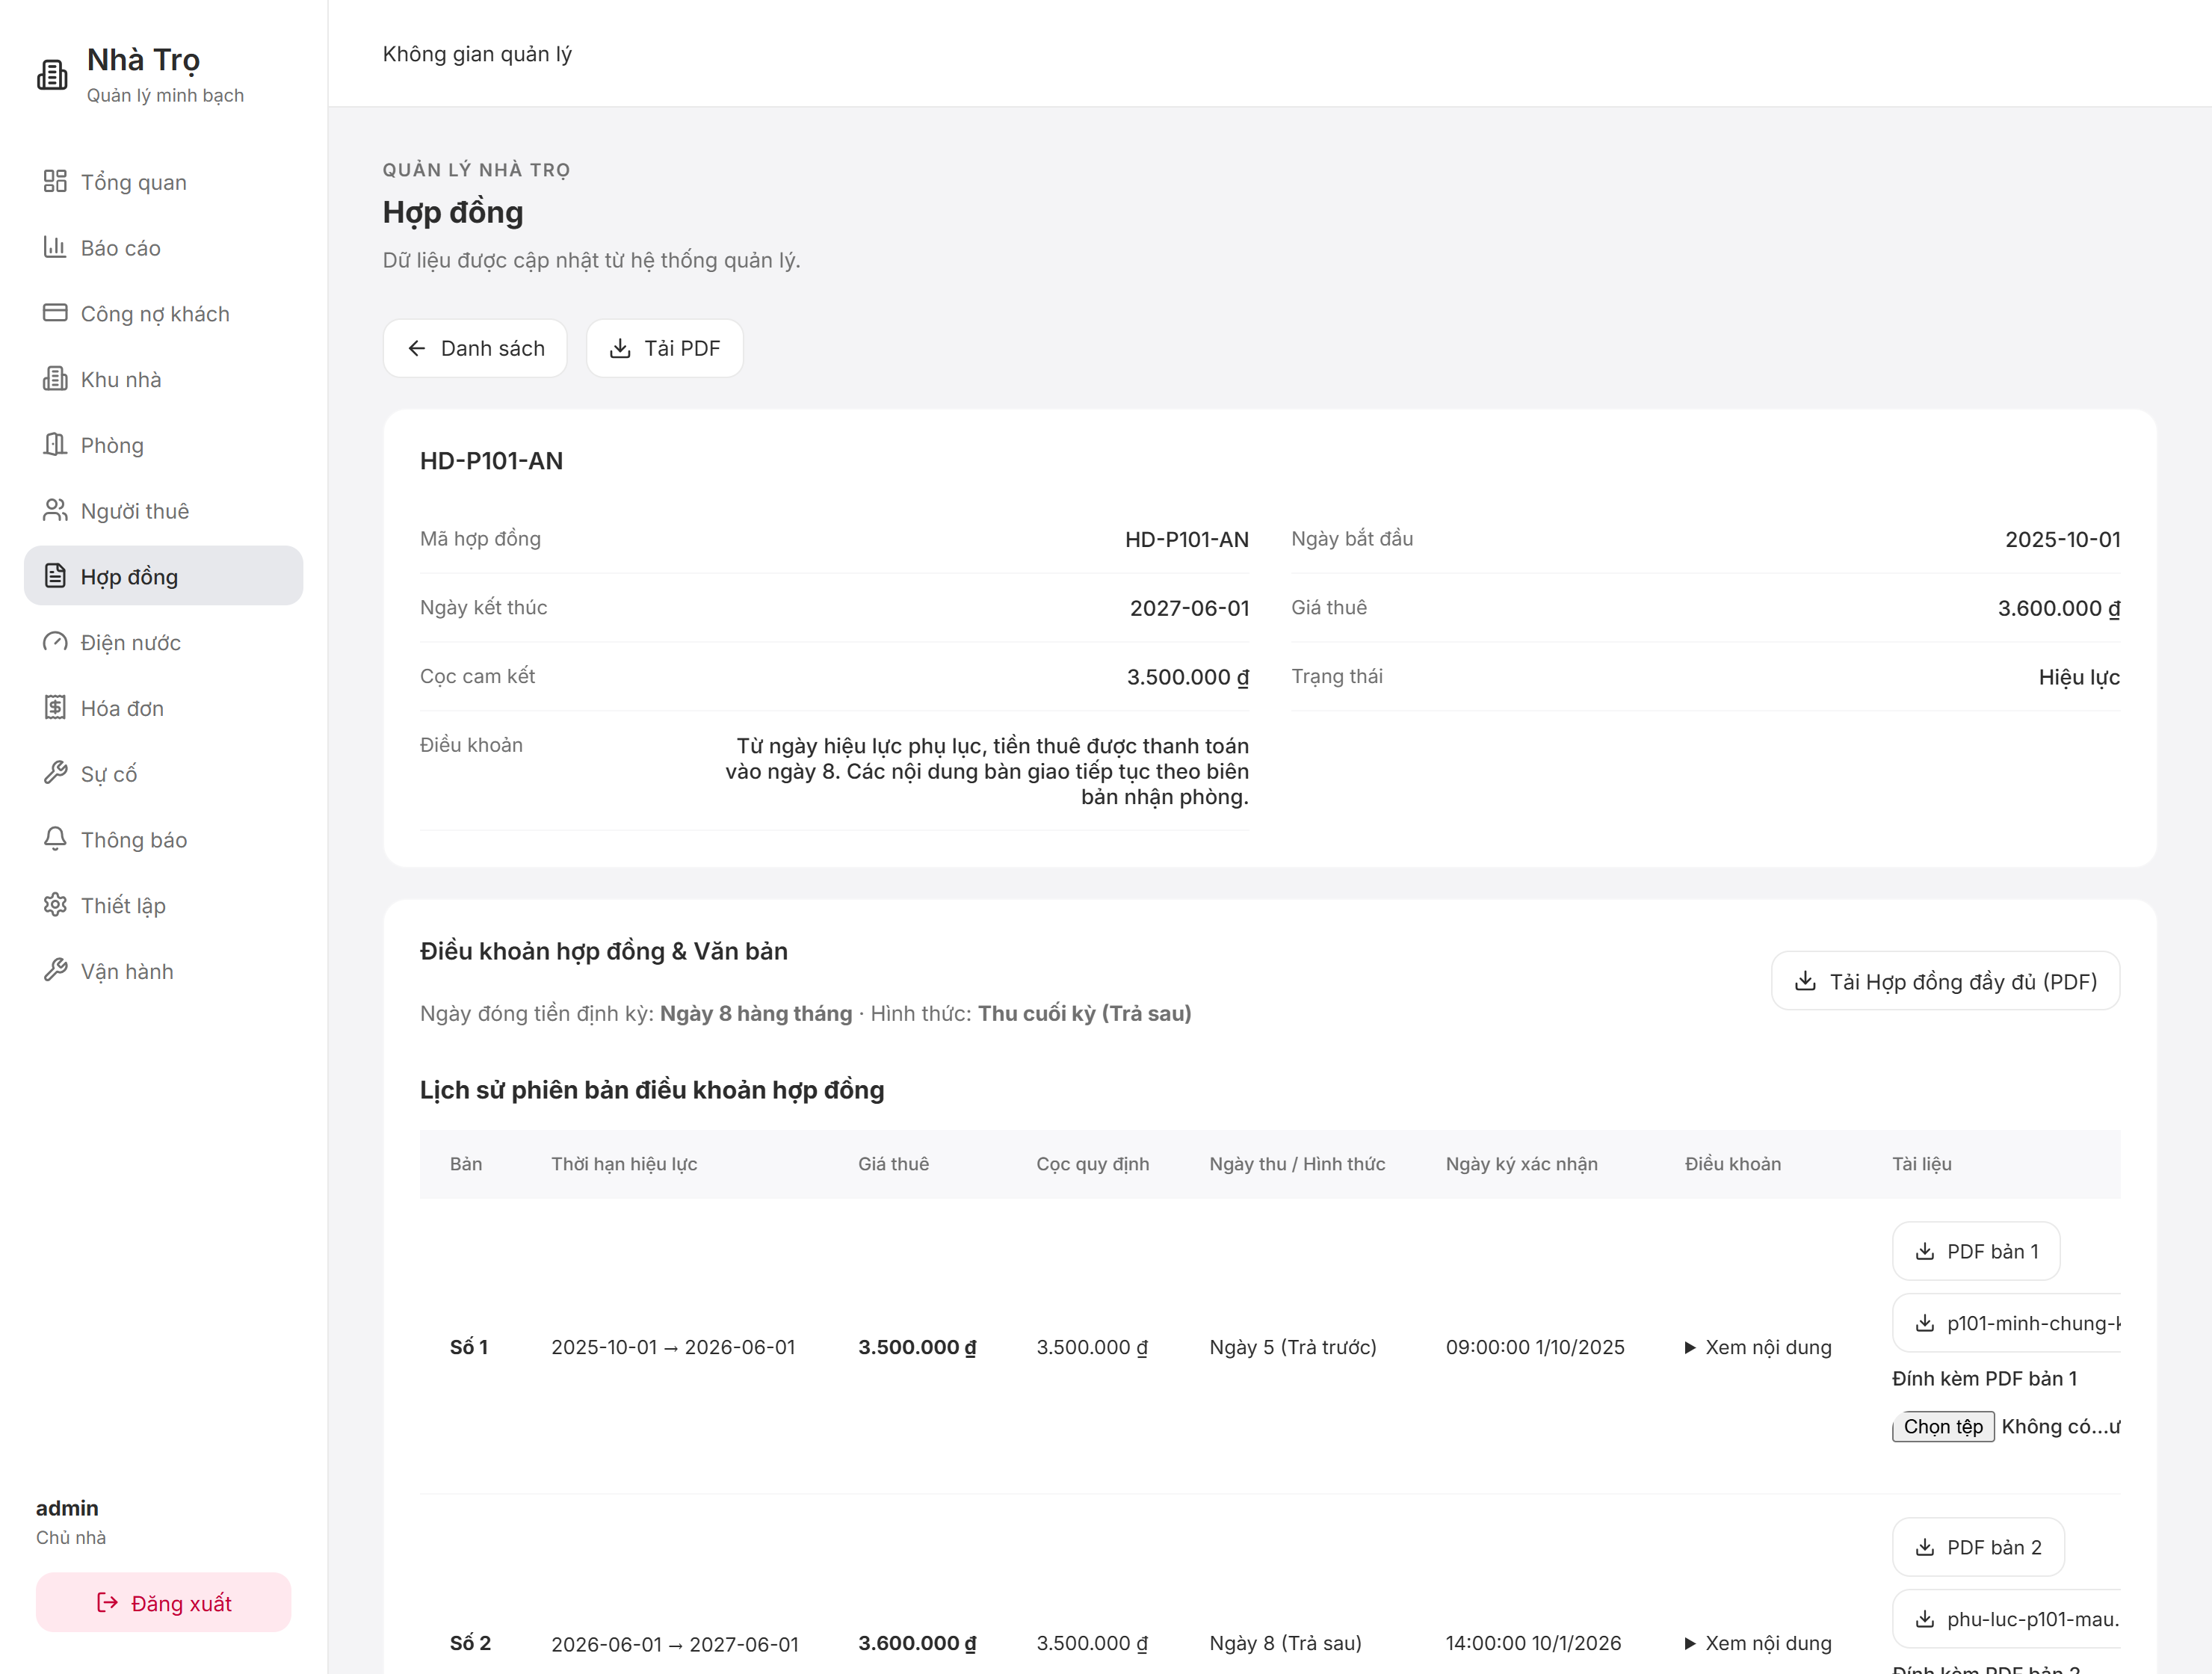 Nhà Trọ
Quản lý minh bạch
Tổng quan
Báo cáo
Công nợ khách
Khu nhà
Phòng
Người thuê
Hợp đồng
Điện nước
Hóa đơn
Sự cố
Thông báo
Thiết lập
Vận hành
admin
Chủ nhà
Đăng xuất
Không gian quản lý
QUẢN LÝ NHÀ TRỌ
Hợp đồng
Dữ liệu được cập nhật từ hệ thống quản lý.
Danh sách
Tải PDF
HD-P101-AN
Mã hợp đồng HD-P101-AN
Ngày bắt đầu 2025-10-01
Ngày kết thúc 2027-06-01
Giá thuê 3.600.000 ₫
Cọc cam kết 3.500.000 ₫
Trạng thái Hiệu lực
Điều khoản Từ ngày hiệu lực phụ lục, tiền thuê được thanh toán
vào ngày 8. Các nội dung bàn giao tiếp tục theo biên
bản nhận phòng.
Điều khoản hợp đồng & Văn bản
Tải Hợp đồng đầy đủ (PDF)
Ngày đóng tiền định kỳ: Ngày 8 hàng tháng · Hình thức: Thu cuối kỳ (Trả sau)
Lịch sử phiên bản điều khoản hợp đồng
Bản Thời hạn hiệu lực Giá thuê Cọc quy định Ngày thu / Hình thức Ngày ký xác nhận Điều khoản Tài liệu
Số 1 2025-10-01 → 2026-06-01 3.500.000 ₫ 3.500.000 ₫ Ngày 5 (Trả trước) 09:00:00 1/10/2025 ▶ Xem nội dung
PDF bản 1
p101-minh-chung-k
Đính kèm PDF bản 1
Chọn tệp Không có...ư
Số 2 2026-06-01 → 2027-06-01 3.600.000 ₫ 3.500.000 ₫ Ngày 8 (Trả sau) 14:00:00 10/1/2026 ▶ Xem nội dung
PDF bản 2
phu-luc-p101-mau.
Đính kèm PDF bản 2